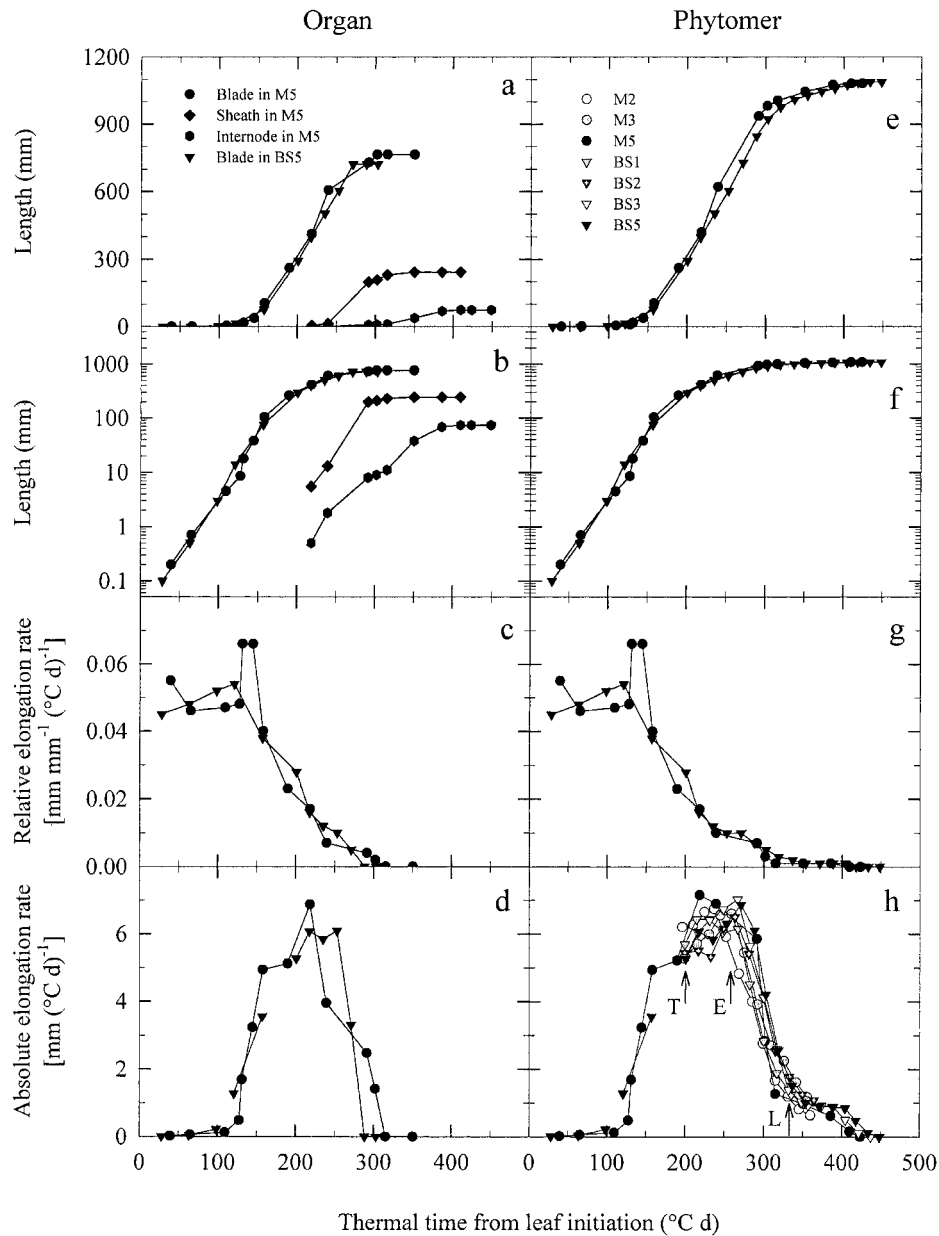 Organ
Phytomer
1200
900
600
300
0
Length (mm)
a
Blade in M5
Sheath in M5
Internode in M5
Blade in BS5
e
M2
M3
M5
BS1
BS2
BS3
BS5
1000
100
10
1
0.1
Length (mm)
b
f
0.06
0.04
0.02
0.00
Relative elongation rate
[mm mm⁻¹ (°C d)⁻¹]
c
g
6
4
2
0
Absolute elongation rate
[mm (°C d)⁻¹]
d
h
T
E
L
0 100 200 300 400 0 100 200 300 400 500
Thermal time from leaf initiation (°C d)